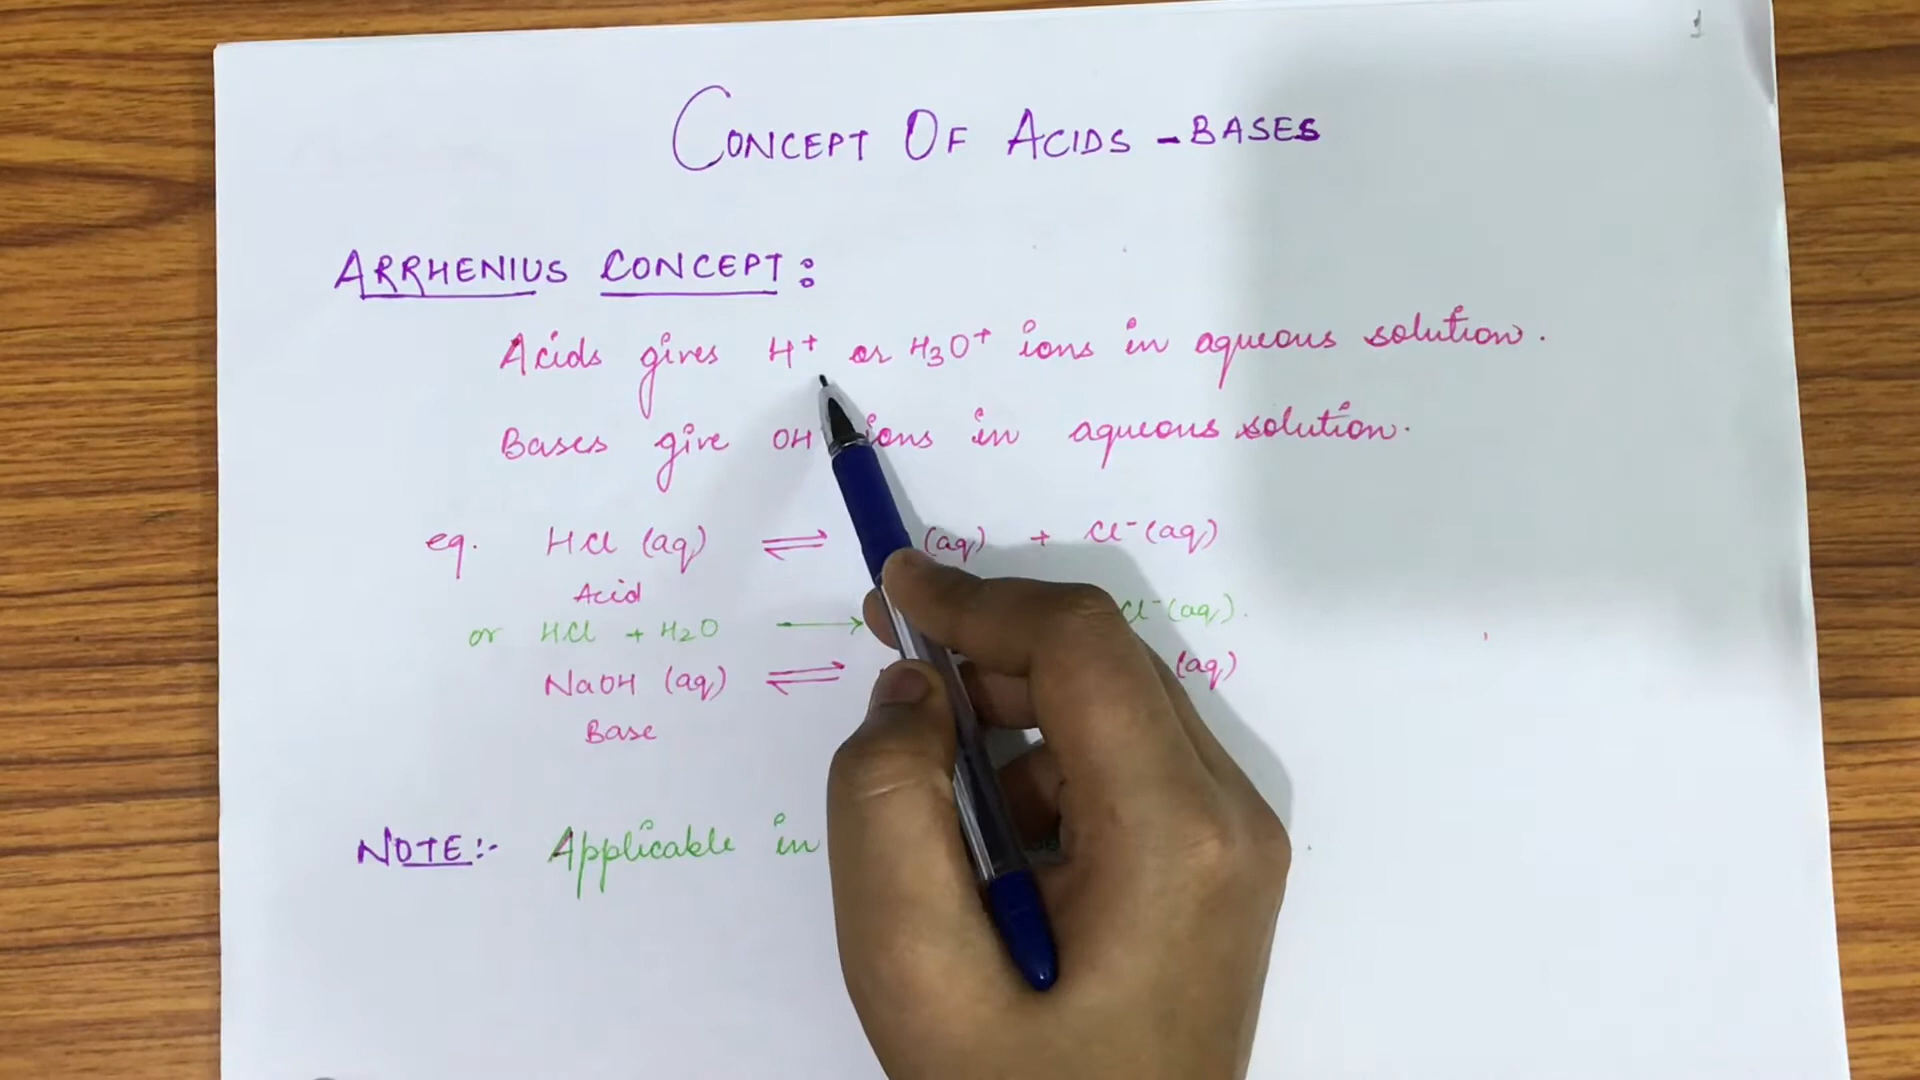 1
CONCEPT OF ACIDS - BASES
ARRHENIUS CONCEPT:
Acids gives H⁺ or H₃O⁺ ions in aqueous solution.
Bases give OH ions in aqueous solution.
eg. HCl (aq) ⇌ (aq) + Cl⁻(aq)
Acid
or HCl + H₂O → Cl⁻(aq).
NaOH (aq) ⇌ (aq)
Base
NOTE:- Applicable in